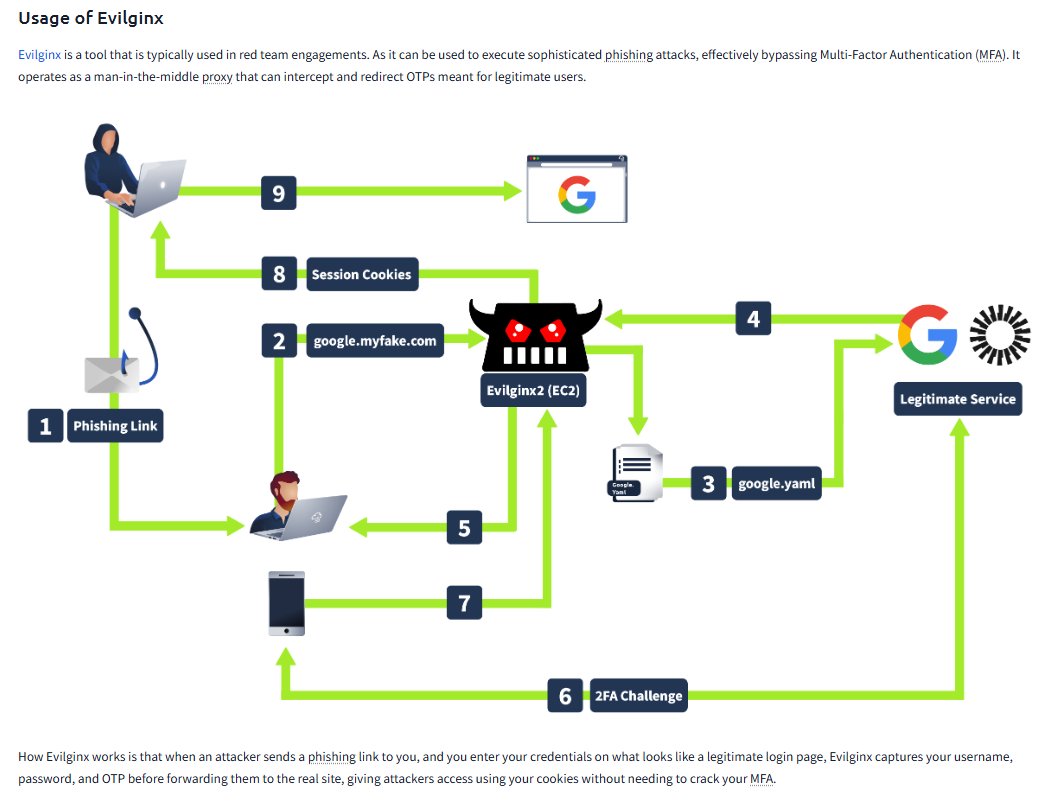 Usage of Evilginx
Evilginx is a tool that is typically used in red team engagements. As it can be used to execute sophisticated phishing attacks, effectively bypassing Multi-Factor Authentication (MFA). It
operates as a man-in-the-middle proxy that can intercept and redirect OTPs meant for legitimate users.
9
8 Session Cookies
4
2 google.myfake.com
Evilginx2 (EC2)
Legitimate Service
1 Phishing Link
Google.
Yaml
3 google.yaml
5
7
6 2FA Challenge
How Evilginx works is that when an attacker sends a phishing link to you, and you enter your credentials on what looks like a legitimate login page, Evilginx captures your username,
password, and OTP before forwarding them to the real site, giving attackers access using your cookies without needing to crack your MFA.